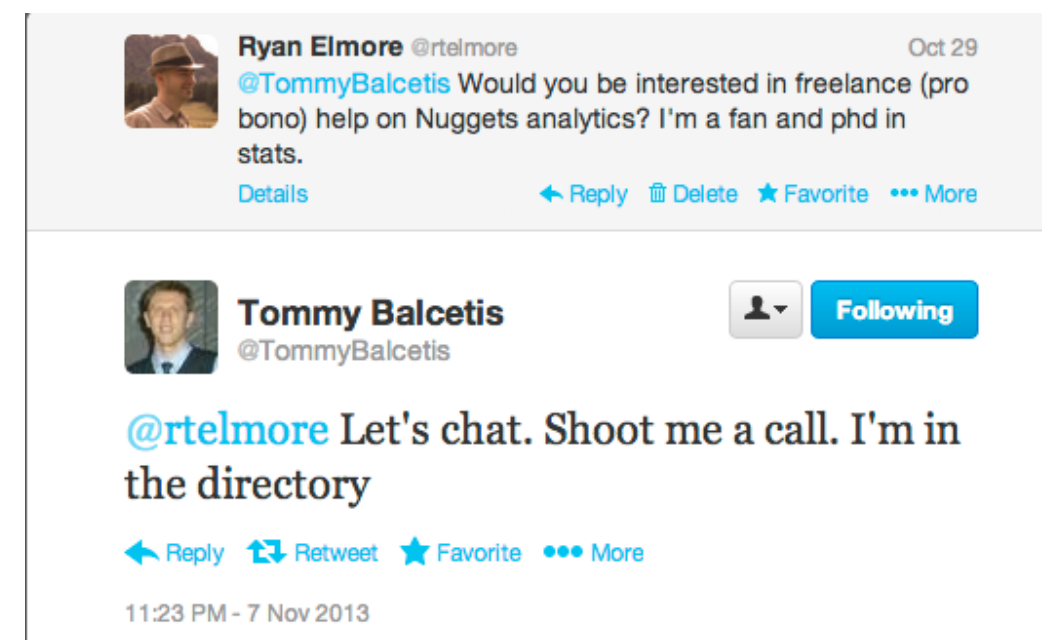 Ryan Elmore @rtelmore Oct 29
@TommyBalcetis Would you be interested in freelance (pro
bono) help on Nuggets analytics? I'm a fan and phd in
stats.
Details Reply Delete Favorite More
Tommy Balcetis Following
@TommyBalcetis
@rtelmore Let's chat. Shoot me a call. I'm in
the directory
Reply Retweet Favorite More
11:23 PM - 7 Nov 2013